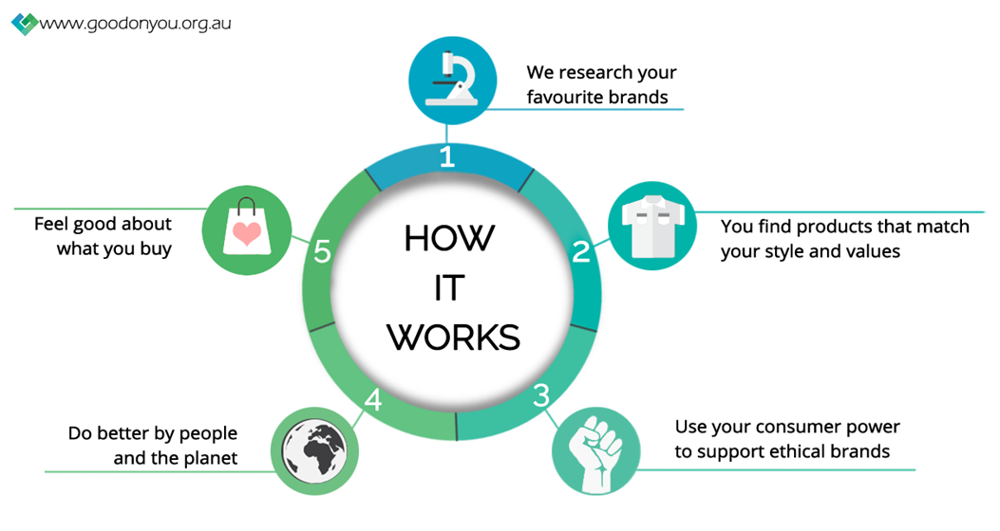 www.goodonyou.org.au
We research your
favourite brands
1
HOW
IT
WORKS
2
You find products that match
your style and values
3
Use your consumer power
to support ethical brands
4
Do better by people
and the planet
5
Feel good about
what you buy